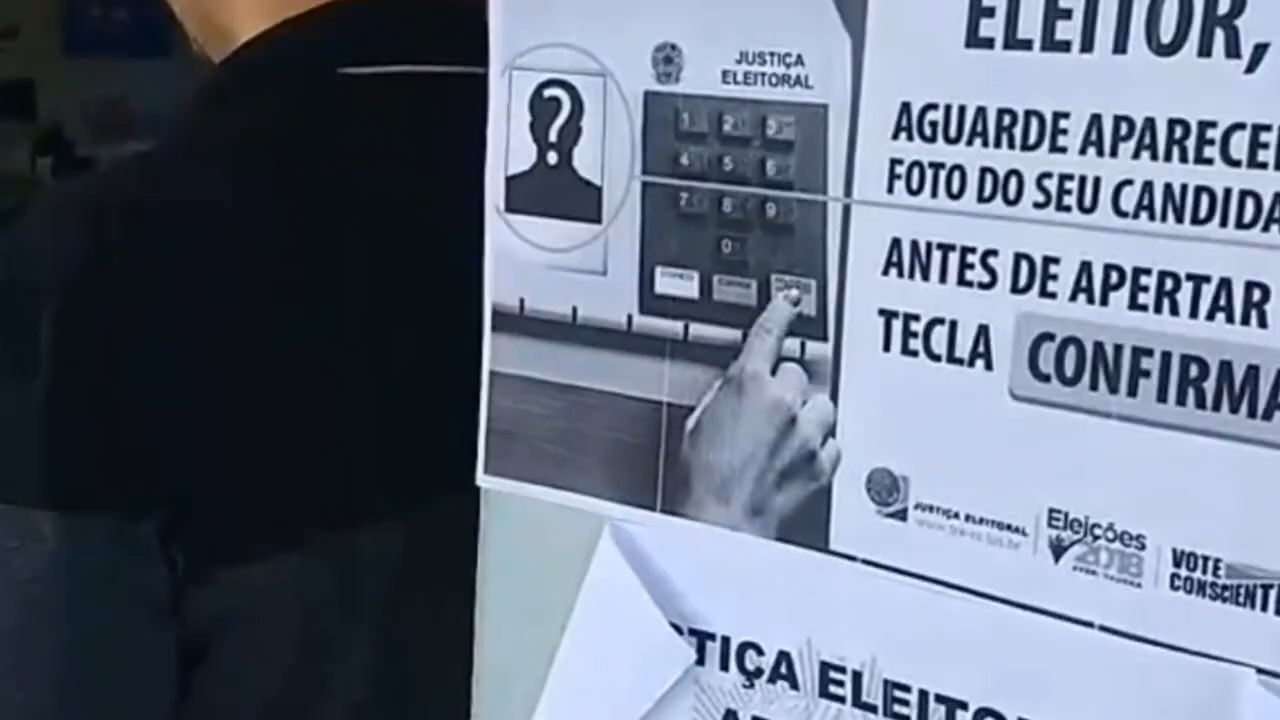 JUSTIÇA
ELEITORAL
?
1 2 3
4 5 6
7 8 9
0
ELEITOR,
AGUARDE APARECE
FOTO DO SEU CANDIDA
ANTES DE APERTAR
TECLA CONFIRMA
JUSTIÇA ELEITORAL
Eleições
2018
VOTE
CONSCIENT
TIÇA ELEITO